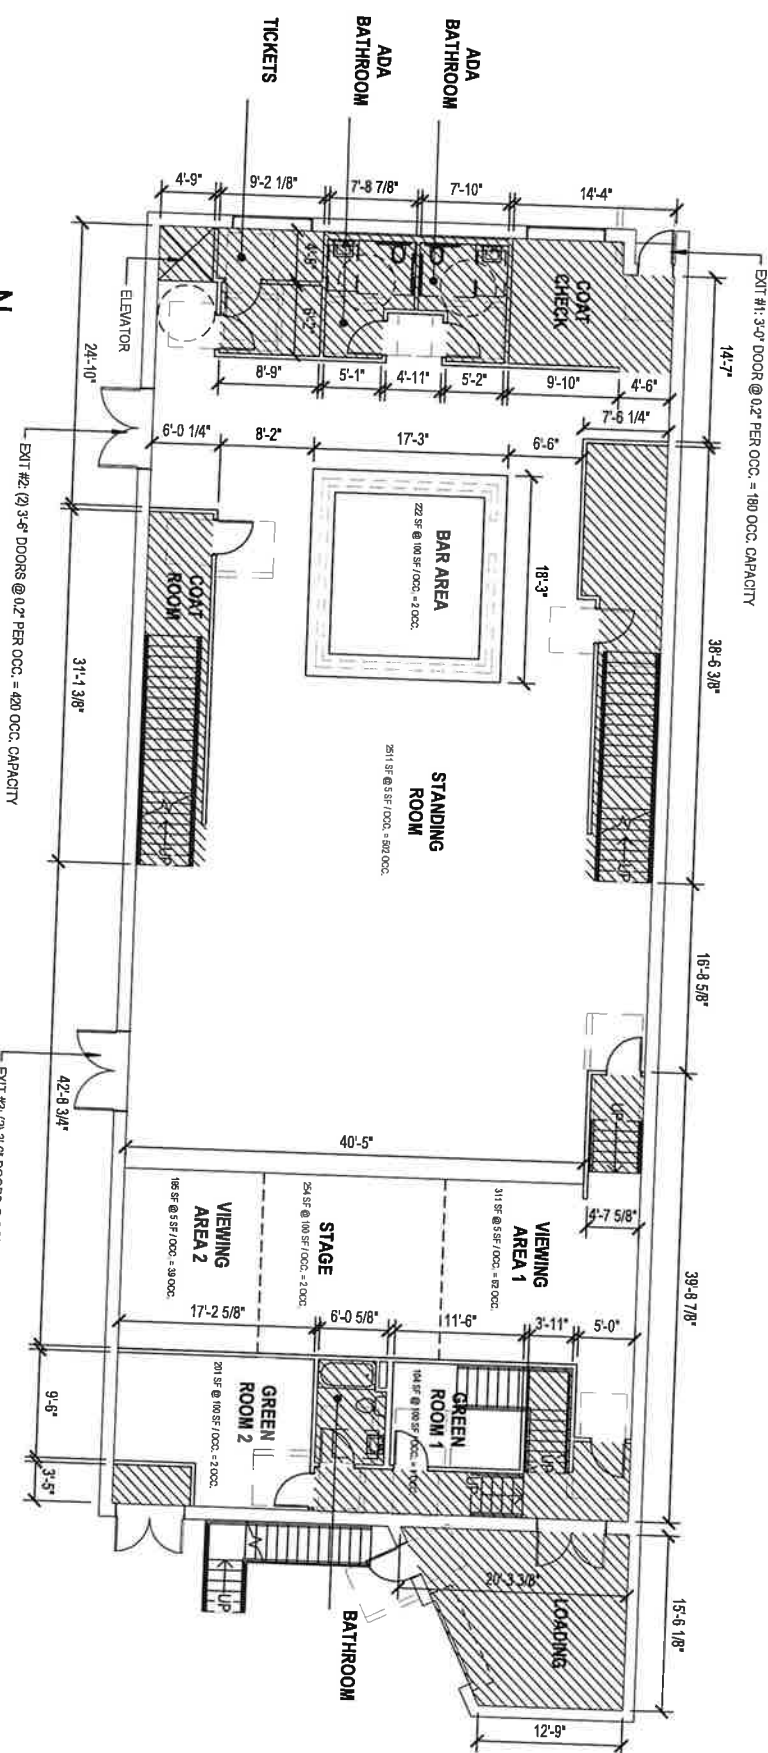 TICKETS
ADA
BATHROOM
ADA
BATHROOM
EXIT #1: 3'-0" DOOR @ 0.2" PER OCC. = 180 OCC. CAPACITY
4'-9"
9'-2 1/8"
7'-8 7/8"
7'-10"
14'-4"
14'-7"
4'-5"
6'-2"
COAT
CHECK
ELEVATOR
N
24'-10"
8'-9"
5'-1"
4'-11"
5'-2"
9'-10"
4'-6"
7'-6 1/4"
6'-0 1/4"
8'-2"
17'-3"
6'-6"
EXIT #2: (2) 3'-6" DOORS @ 0.2" PER OCC. = 420 OCC. CAPACITY
BAR AREA
222 SF @ 100 SF / OCC. = 2 OCC.
18'-3"
38'-6 3/8"
COAT
ROOM
31'-1 3/8"
UP
UP
STANDING
ROOM
2511 SF @ 5 SF / OCC. = 502 OCC.
16'-8 5/8"
42'-8 3/4"
UP
40'-5"
4'-7 5/8"
39'-8 7/8"
VIEWING
AREA 1
311 SF @ 5 SF / OCC. = 62 OCC.
STAGE
254 SF @ 100 SF / OCC. = 2 OCC.
VIEWING
AREA 2
195 SF @ 5 SF / OCC. = 39 OCC.
17'-2 5/8"
6'-0 5/8"
11'-6"
3'-11"
5'-0"
GREEN
ROOM 1
104 SF @ 100 SF / OCC. = 1 OCC.
GREEN
ROOM 2
201 SF @ 100 SF / OCC. = 2 OCC.
9'-6"
3'-5"
UP
UP
UP
BATHROOM
LOADING
20'-3 3/8"
15'-6 1/8"
12'-9"